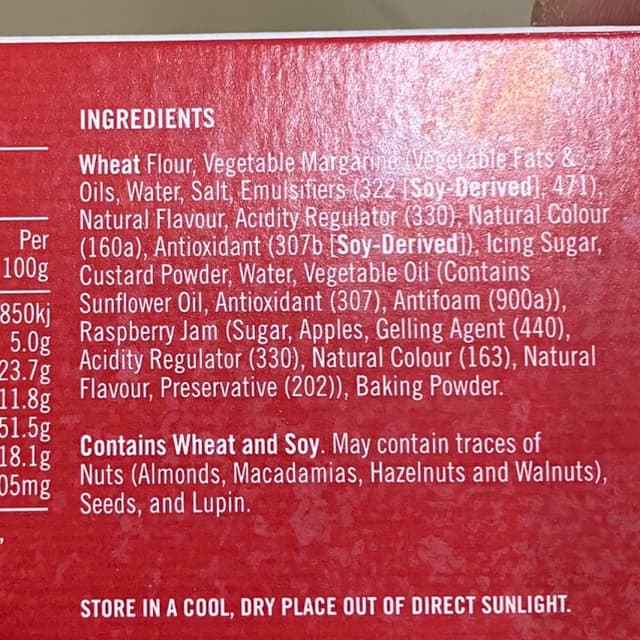 INGREDIENTS
Wheat Flour, Vegetable Margarine (Vegetable Fats &
Oils, Water, Salt, Emulsifiers (322 [Soy-Derived], 471),
Natural Flavour, Acidity Regulator (330), Natural Colour
(160a), Antioxidant (307b [Soy-Derived]), Icing Sugar,
Custard Powder, Water, Vegetable Oil (Contains
Sunflower Oil, Antioxidant (307), Antifoam (900a)),
Raspberry Jam (Sugar, Apples, Gelling Agent (440),
Acidity Regulator (330), Natural Colour (163), Natural
Flavour, Preservative (202)), Baking Powder.
Contains Wheat and Soy. May contain traces of
Nuts (Almonds, Macadamias, Hazelnuts and Walnuts),
Seeds, and Lupin.
STORE IN A COOL, DRY PLACE OUT OF DIRECT SUNLIGHT.
Per
100g
850kj
5.0g
23.7g
11.8g
51.5g
18.1g
05mg